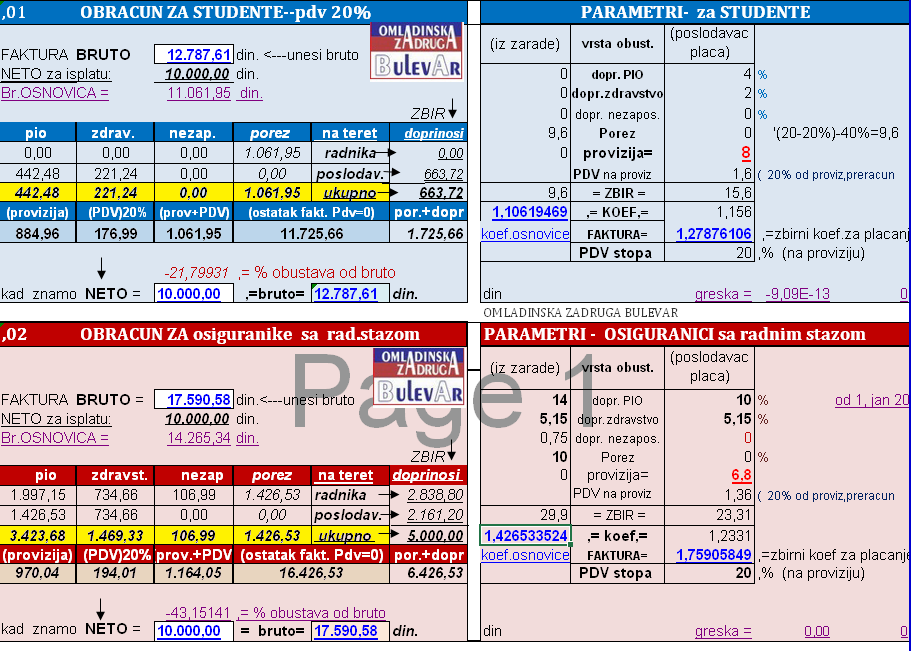 ,01 OBRACUN ZA STUDENTE--pdv 20%
FAKTURA BRUTO 12.787,61 din. <---unesi bruto
OMLADINSKA
ZADRUGA
BULEVAR
NETO za isplatu: 10.000,00 din.
Br.OSNOVICA = 11.061,95 din.
ZBIR
pio zdrav. nezap. porez na teret doprinosi
0,00 0,00 0,00 1.061,95 radnika 0,00
442,48 221,24 0,00 0,00 poslodav. 663,72
442,48 221,24 0,00 1.061,95 ukupno 663,72
(provizija) (PDV)20% (prov+PDV) (ostatak fakt. Pdv=0) por.+dopr
884,96 176,99 1.061,95 11.725,66 1.725,66
-21,79931 ,= % obustava od bruto
kad znamo NETO = 10.000,00 ,=bruto= 12.787,61 din.
PARAMETRI- za STUDENTE
(iz zarade) vrsta obust. (poslodavac
placa)
0 dopr. PIO 4 %
0 dopr.zdravstvo 2 %
0 dopr. nezapos. 0 %
9,6 Porez 0 '(20-20%)-40%=9,6
0 provizija= 8
PDV na proviz 1,6 ( 20% od proviz,preracun
9,6 = ZBIR = 15,6
1,10619469 ,= KOEF,= 1,156
koef.osnovice FAKTURA= 1,27876106 ,=zbirni koef.za placanj
PDV stopa 20 ,% (na proviziju)
din greska = -9,09E-13 0
OMLADINSKA ZADRUGA BULEVAR
,02 OBRACUN ZA osiguranike sa rad.stazom
FAKTURA BRUTO = 17.590,58 din.<---unesi bruto
OMLADINSKA
ZADRUGA
BULEVAR
NETO za isplatu: 10.000,00 din.
Br.OSNOVICA = 14.265,34 din.
ZBIR
pio zdravst. nezap porez na teret doprinosi
1.997,15 734,66 106,99 1.426,53 radnika 2.838,80
1.426,53 734,66 0,00 0,00 poslodav. 2.161,20
3.423,68 1.469,33 106,99 1.426,53 ukupno 5.000,00
(provizija) (PDV)20% prov.+PDV) (ostatak fakt. Pdv=0) por.+dopr
970,04 194,01 1.164,05 16.426,53 6.426,53
-43,15141 ,= % obustava od bruto
kad znamo NETO = 10.000,00 = bruto= 17.590,58 din.
PARAMETRI - OSIGURANICI sa radnim stazom
(iz zarade) vrsta obust. (poslodavac
placa)
14 dopr. PIO 10 % od 1, jan 20
5,15 dopr.zdravstvo 5,15 %
0,75 dopr. nezapos. 0
10 Porez 0 %
0 provizija= 6,8
PDV na proviz 1,36 ( 20% od proviz,preracun
29,9 = ZBIR = 23,31
1,426533524 ,= koef,= 1,2331
koef.osnovice FAKTURA= 1,75905849 ,=zbirni koef za placanje
PDV stopa 20 ,% (na proviziju)
din greska = 0,00 0
Page 1